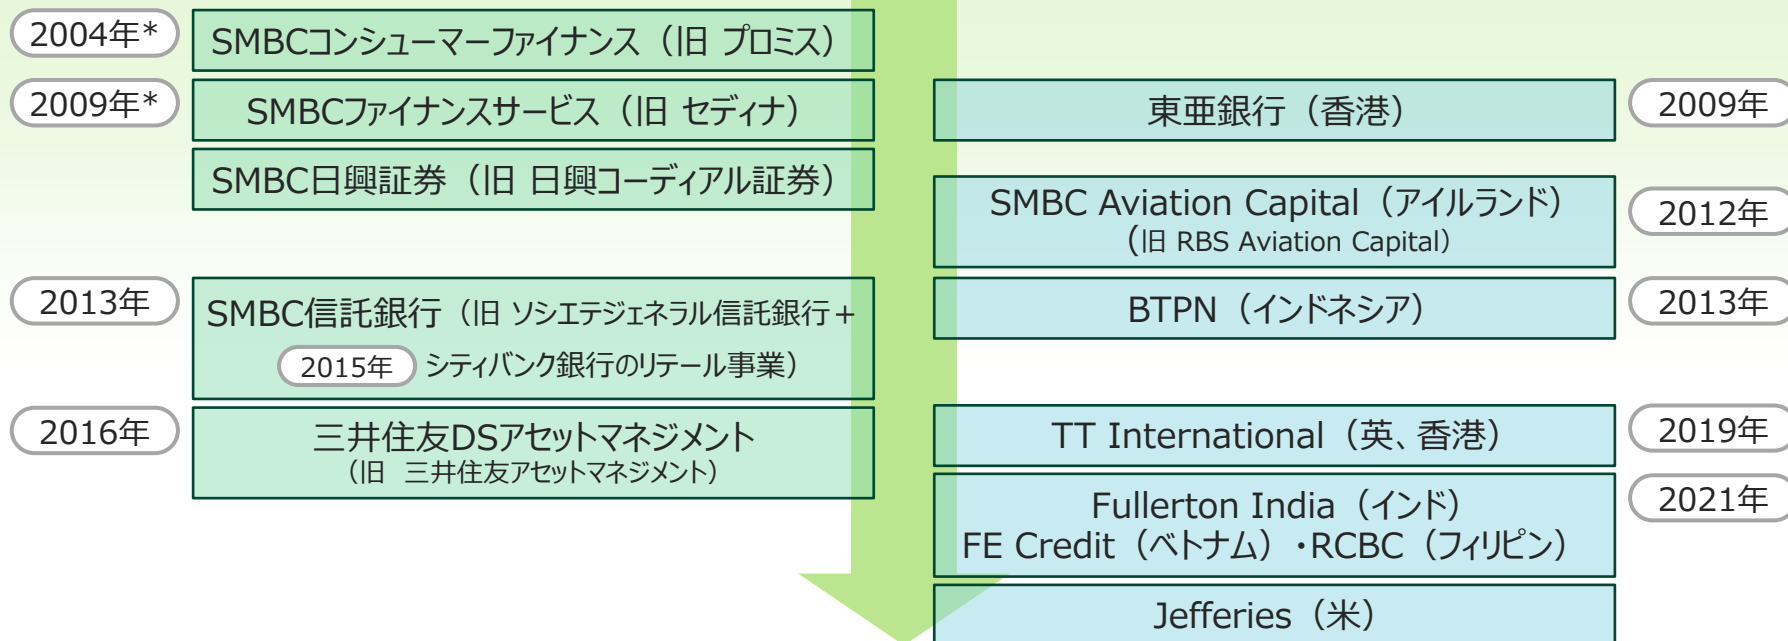 2004年*
SMBCコンシューマーファイナンス（旧 プロミス）
2009年*
SMBCファイナンスサービス（旧 セディナ）
SMBC日興証券（旧 日興コーディアル証券）
2013年
SMBC信託銀行（旧 ソシエテジェネラル信託銀行+
2015年 シティバンク銀行のリテール事業）
2016年
三井住友DSアセットマネジメント
（旧 三井住友アセットマネジメント）
東亜銀行（香港）
2009年
SMBC Aviation Capital（アイルランド）
（旧 RBS Aviation Capital）
2012年
BTPN（インドネシア）
2013年
TT International（英、香港）
2019年
Fullerton India（インド）
FE Credit（ベトナム）・RCBC（フィリピン）
2021年
Jefferies（米）